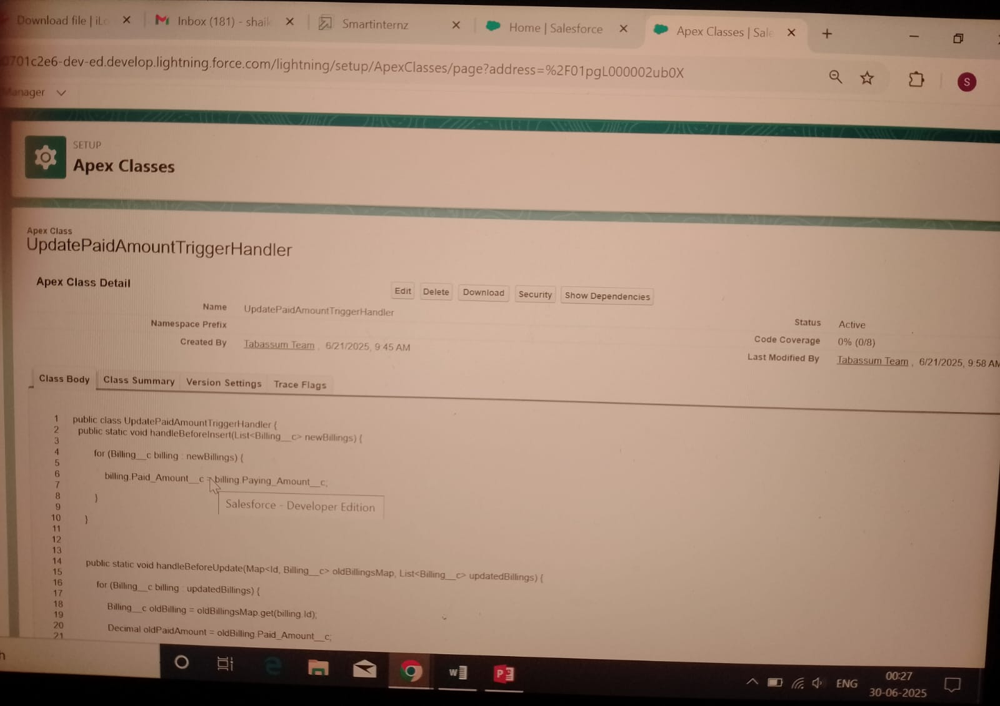 Download file | iLo
Inbox (181) - shaik
Smartinternz
Home | Salesforce
Apex Classes | Sale
701c2e6-dev-ed.develop.lightning.force.com/lightning/setup/ApexClasses/page?address=%2F01pgL000002ub0X
S
Manager
SETUP
Apex Classes
Apex Class
UpdatePaidAmountTriggerHandler
Apex Class Detail
Edit
Delete
Download
Security
Show Dependencies
Name UpdatePaidAmountTriggerHandler
Status Active
Namespace Prefix
Code Coverage 0% (0/8)
Created By Tabassum Team , 6/21/2025, 9:45 AM
Last Modified By Tabassum Team , 6/21/2025, 9:58 AM
Class Body
Class Summary
Version Settings
Trace Flags
1 public class UpdatePaidAmountTriggerHandler {
2 public static void handleBeforeInsert(List<Billing__c> newBillings) {
3
4 for (Billing__c billing : newBillings) {
5
6 billing.Paid_Amount__c = billing.Paying_Amount__c;
7
8 }
9
10 }
11
12
13
14 public static void handleBeforeUpdate(Map<Id, Billing__c> oldBillingsMap, List<Billing__c> updatedBillings) {
15
16 for (Billing__c billing : updatedBillings) {
17
18 Billing__c oldBilling = oldBillingsMap.get(billing.Id);
19
20 Decimal oldPaidAmount = oldBilling.Paid_Amount__c;
21
Salesforce - Developer Edition
h
W
P
ENG
00:27
30-06-2025